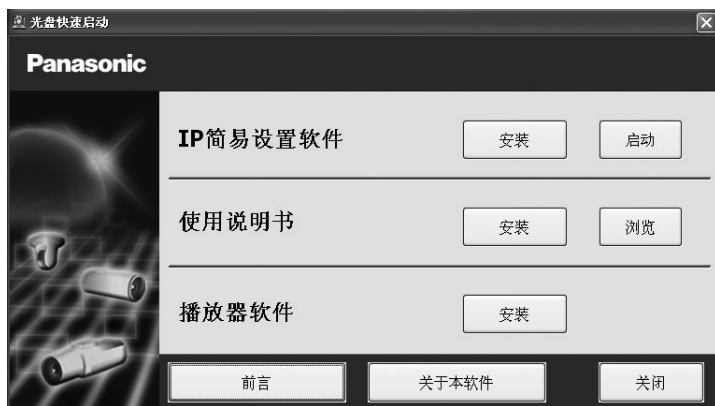 光盘快速启动
Panasonic
IP简易设置软件 安装 启动
使用说明书 安装 浏览
播放器软件 安装
前言 关于本软件 关闭